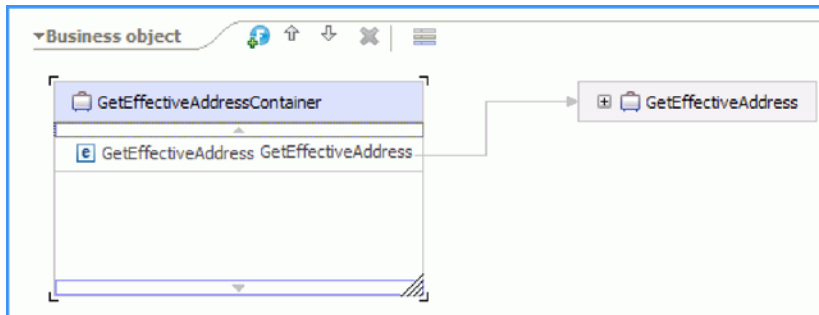 Business object
GetEffectiveAddressContainer
GetEffectiveAddress
GetEffectiveAddress GetEffectiveAddress